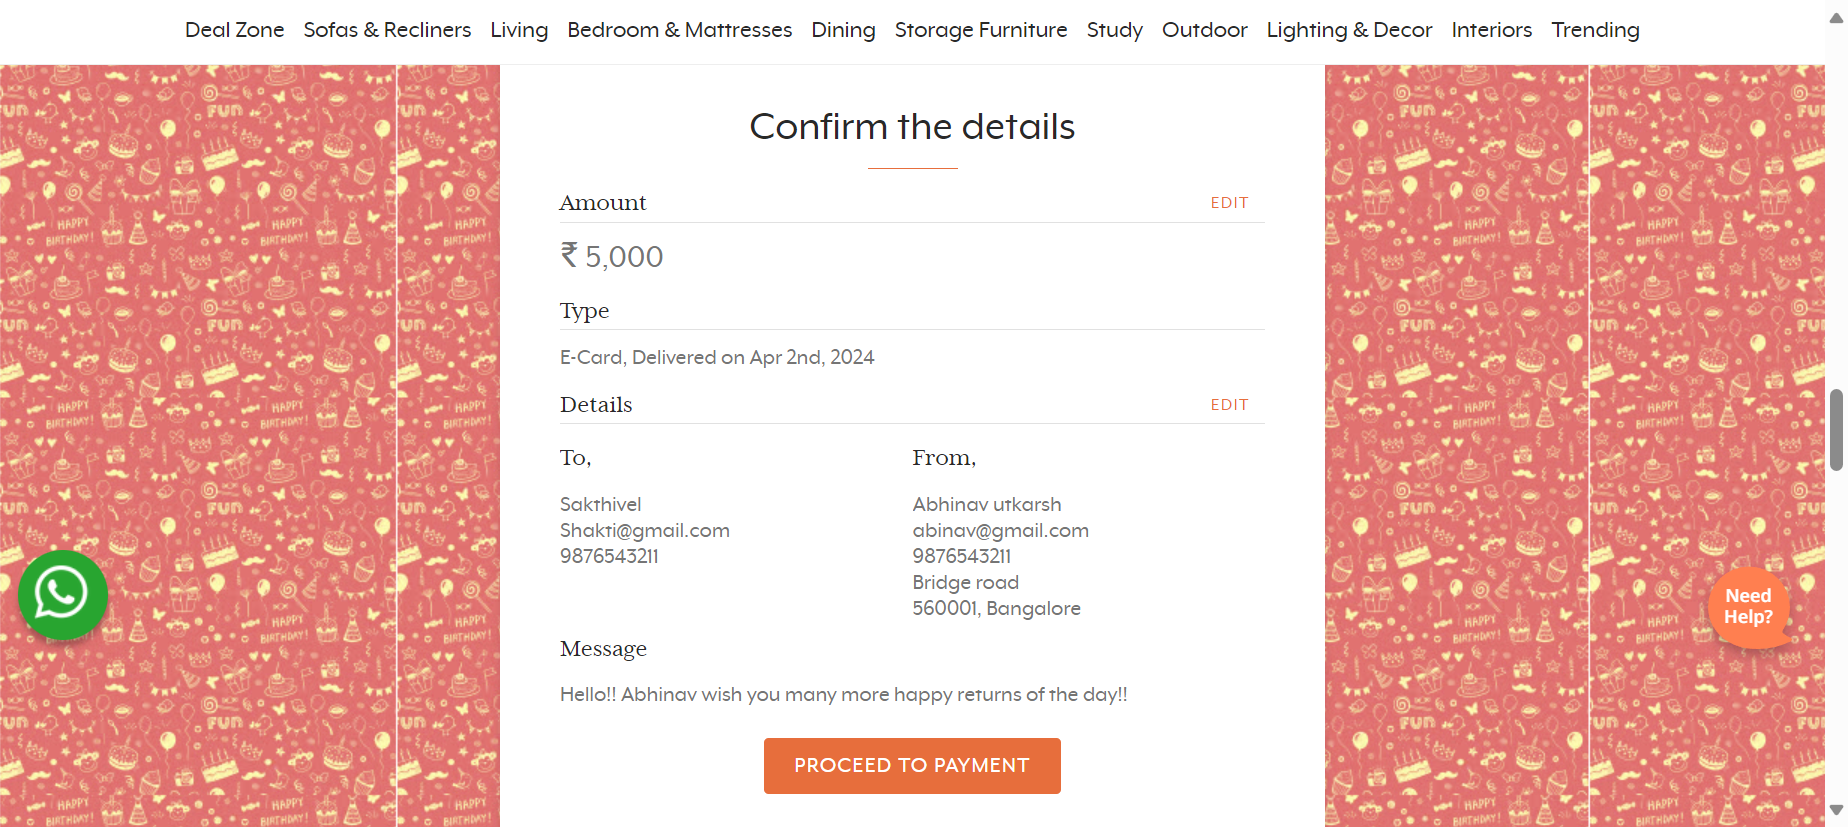 Deal Zone Sofas & Recliners Living Bedroom & Mattresses Dining Storage Furniture Study Outdoor Lighting & Decor Interiors Trending
Confirm the details
Amount EDIT
₹ 5,000
Type
E-Card, Delivered on Apr 2nd, 2024
Details EDIT
To, From,
Sakthivel Abhinav utkarsh
Shakti@gmail.com abinav@gmail.com
9876543211 9876543211
Bridge road
560001, Bangalore
Message
Hello!! Abhinav wish you many more happy returns of the day!!
PROCEED TO PAYMENT
Need
Help?
FUN
HAPPY
BIRTHDAY!